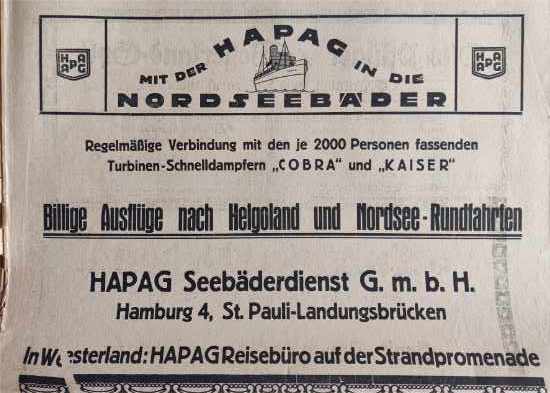 MIT DER HAPAG IN DIE
NORDSEEBÄDER
HAPAG
HAPAG
Regelmäßige Verbindung mit den je 2000 Personen fassenden
Turbinen-Schnelldampfern „COBRA" und „KAISER"
Billige Ausflüge nach Helgoland und Nordsee-Rundfahrten
HAPAG Seebäderdienst G. m. b. H.
Hamburg 4, St. Pauli-Landungsbrücken
In Westerland: HAPAG Reisebüro auf der Strandpromenade